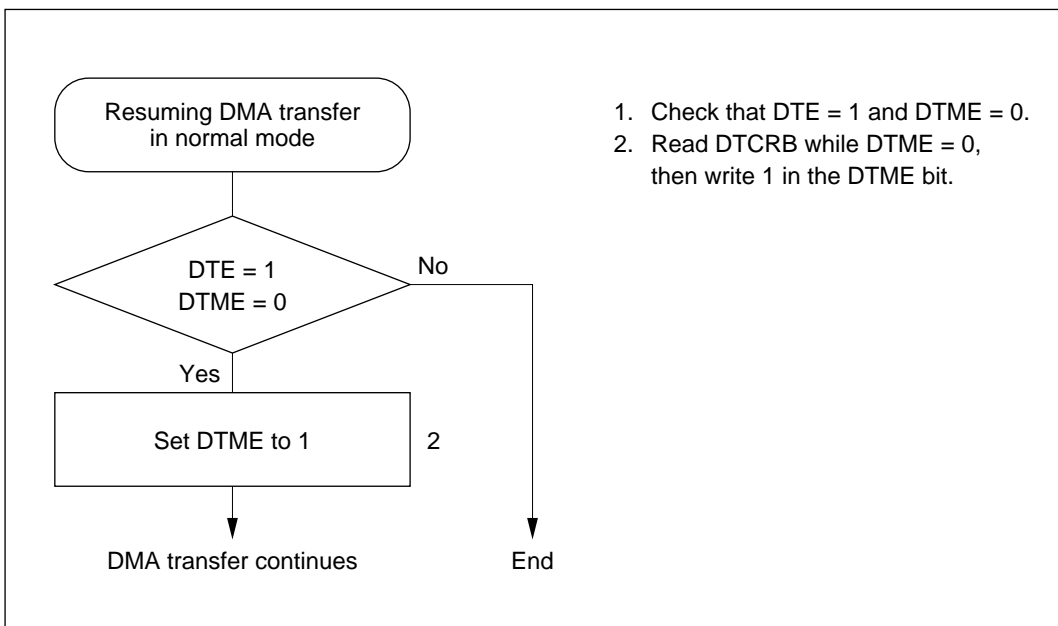 Resuming DMA transfer
in normal mode
1. Check that DTE = 1 and DTME = 0.
2. Read DTCRB while DTME = 0,
then write 1 in the DTME bit.
DTE = 1
DTME = 0
No
Yes
Set DTME to 1
2
DMA transfer continues
End